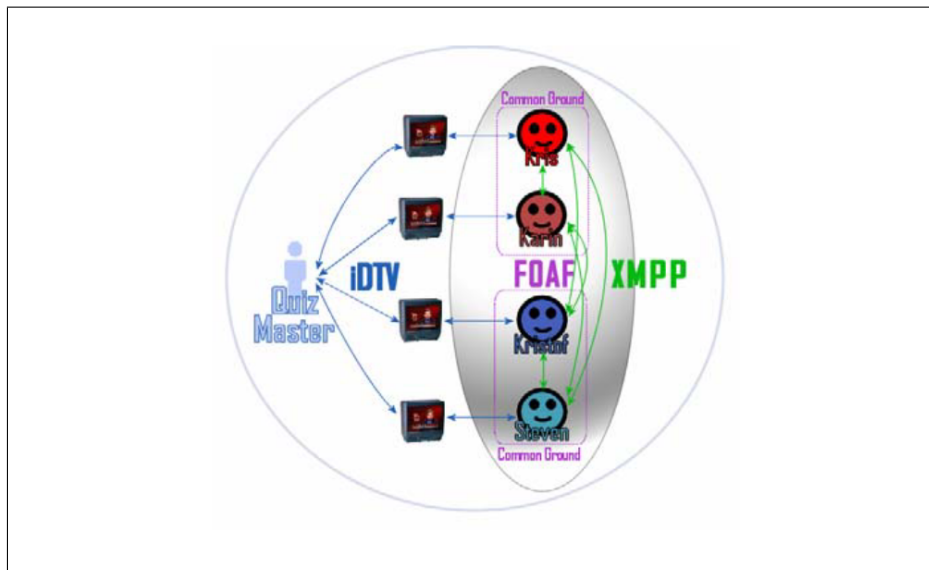 Common Ground
Kris
Karin
iDTV
FOAF
XMPP
Quiz
Master
Kristof
Steven
Common Ground